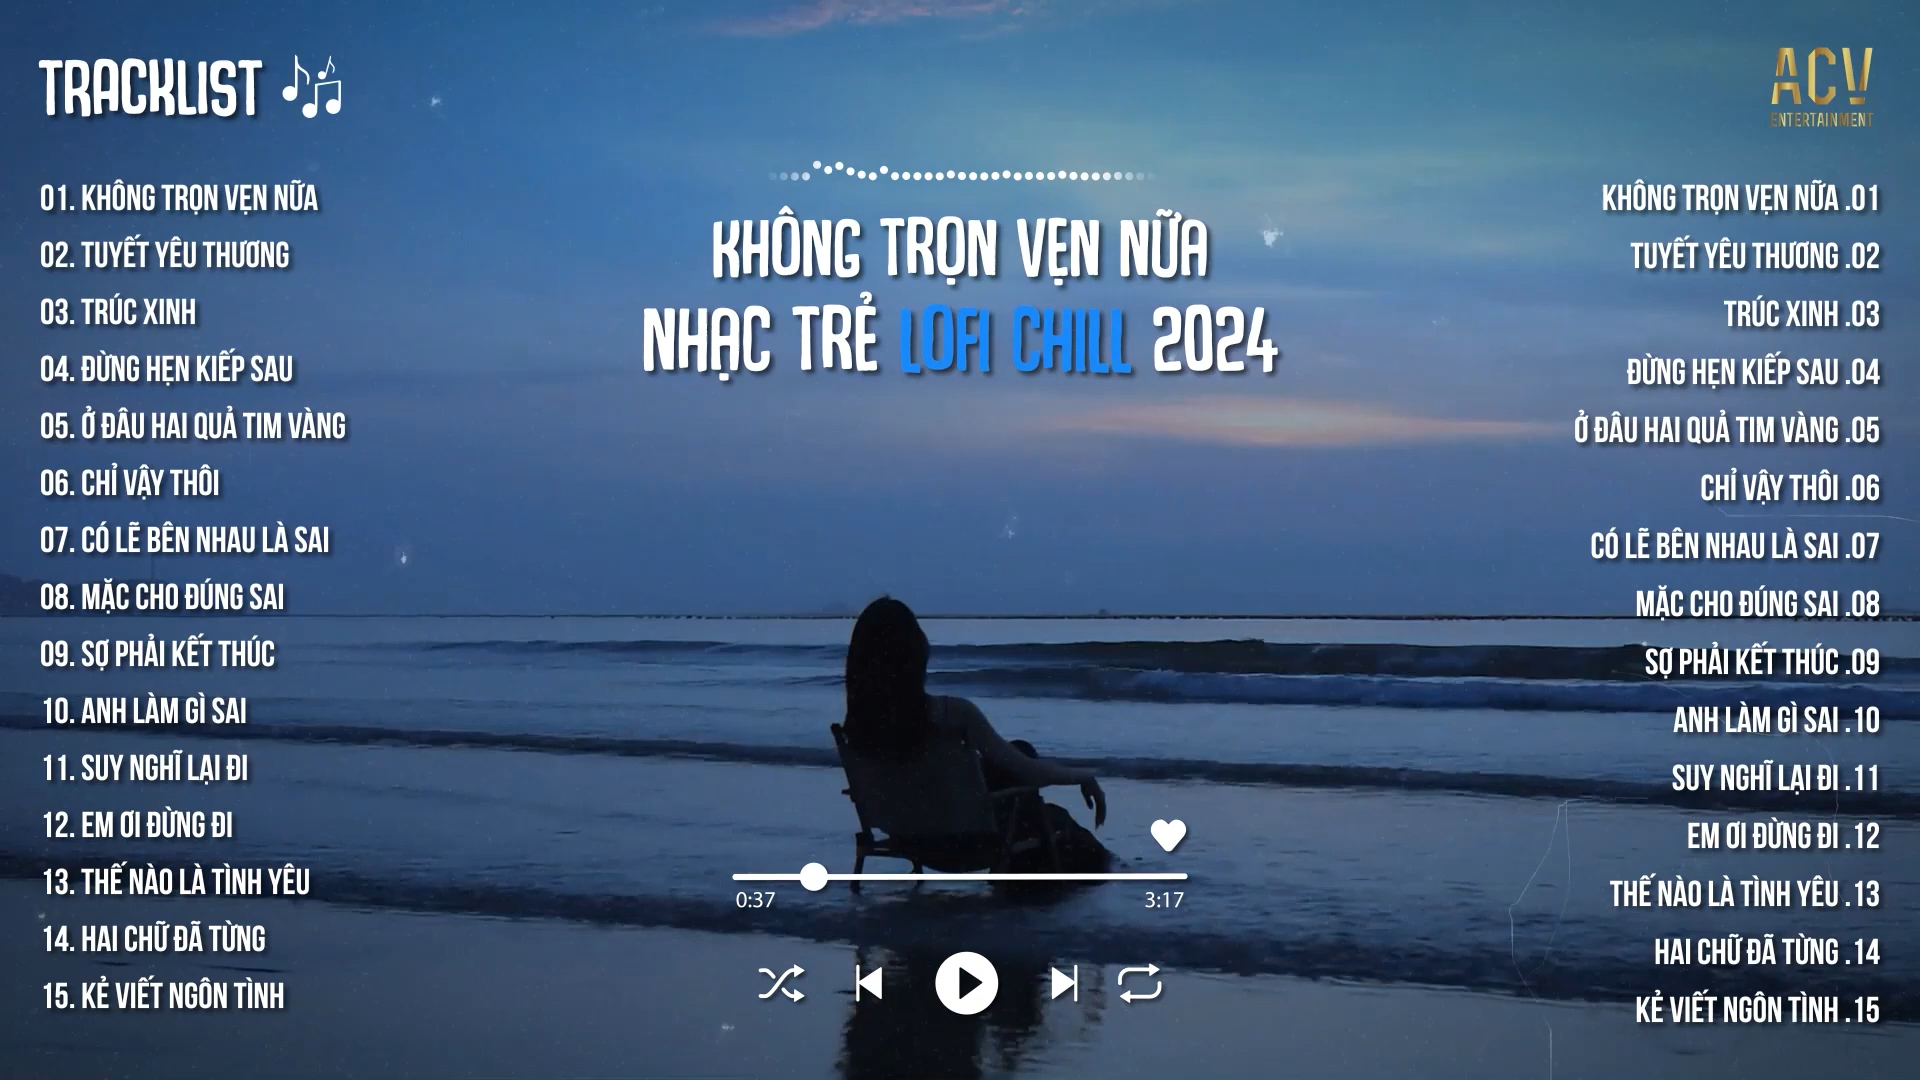 TRACKLIST
01. KHÔNG TRỌN VẸN NỮA
02. TUYẾT YÊU THƯƠNG
03. TRÚC XINH
04. ĐỪNG HẸN KIẾP SAU
05. Ở ĐÂU HAI QUẢ TIM VÀNG
06. CHỈ VẬY THÔI
07. CÓ LẼ BÊN NHAU LÀ SAI
08. MẶC CHO ĐÚNG SAI
09. SỢ PHẢI KẾT THÚC
10. ANH LÀM GÌ SAI
11. SUY NGHĨ LẠI ĐI
12. EM ƠI ĐỪNG ĐI
13. THẾ NÀO LÀ TÌNH YÊU
14. HAI CHỮ ĐÃ TỪNG
15. KẺ VIẾT NGÔN TÌNH
KHÔNG TRỌN VẸN NỮA
NHẠC TRẺ LOFI CHILL 2024
0:37
3:17
ACV
ENTERTAINMENT
KHÔNG TRỌN VẸN NỮA .01
TUYẾT YÊU THƯƠNG .02
TRÚC XINH .03
ĐỪNG HẸN KIẾP SAU .04
Ở ĐÂU HAI QUẢ TIM VÀNG .05
CHỈ VẬY THÔI .06
CÓ LẼ BÊN NHAU LÀ SAI .07
MẶC CHO ĐÚNG SAI .08
SỢ PHẢI KẾT THÚC .09
ANH LÀM GÌ SAI .10
SUY NGHĨ LẠI ĐI .11
EM ƠI ĐỪNG ĐI .12
THẾ NÀO LÀ TÌNH YÊU .13
HAI CHỮ ĐÃ TỪNG .14
KẺ VIẾT NGÔN TÌNH .15